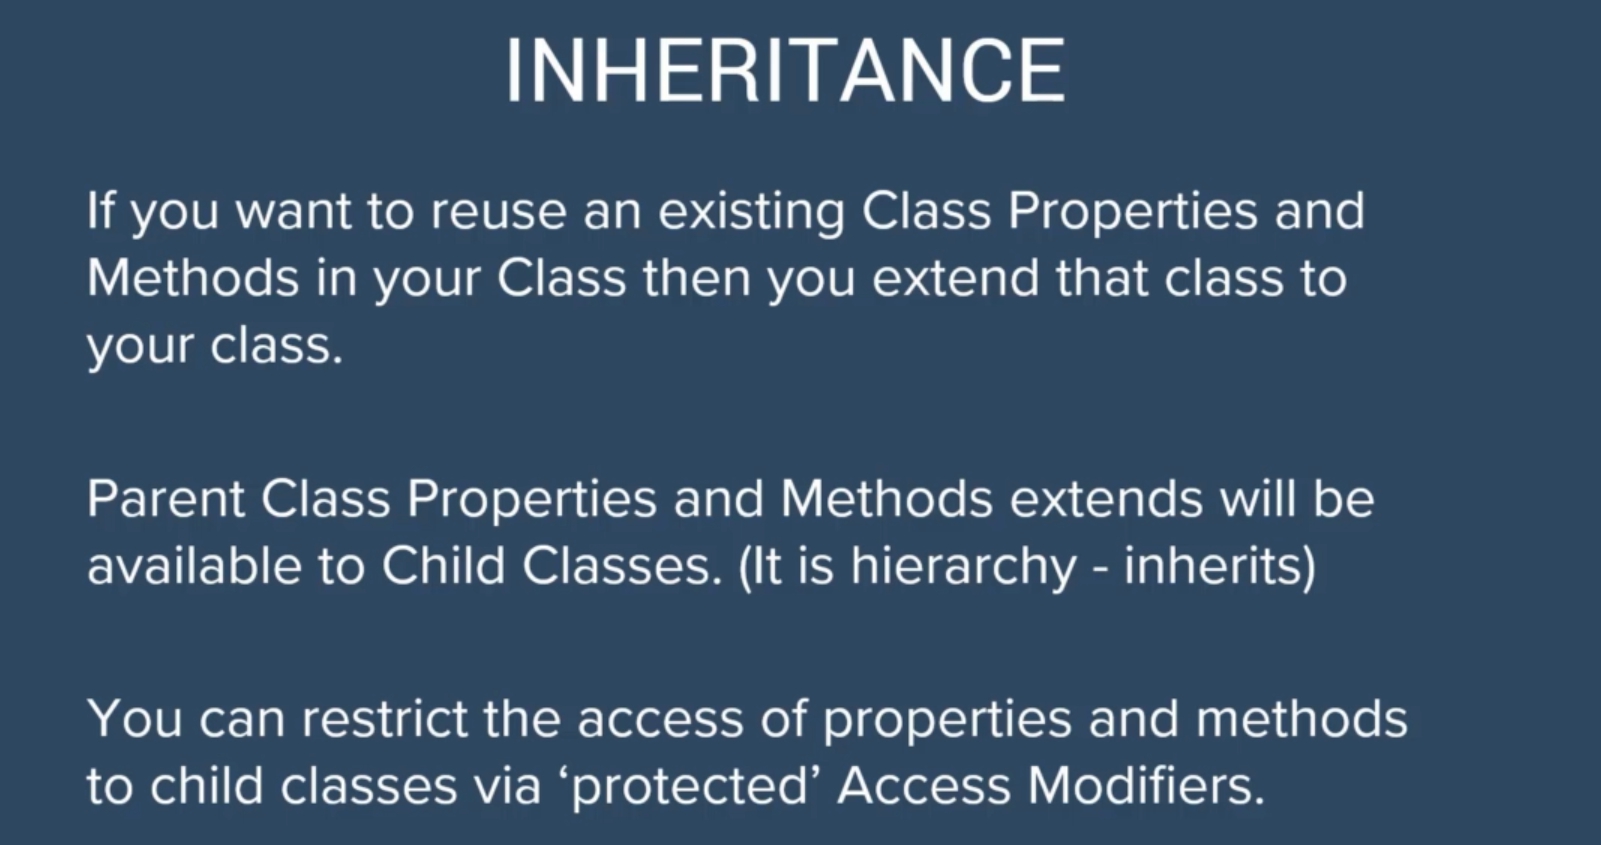 INHERITANCE
If you want to reuse an existing Class Properties and
Methods in your Class then you extend that class to
your class.
Parent Class Properties and Methods extends will be
available to Child Classes. (It is hierarchy - inherits)
You can restrict the access of properties and methods
to child classes via ‘protected’ Access Modifiers.